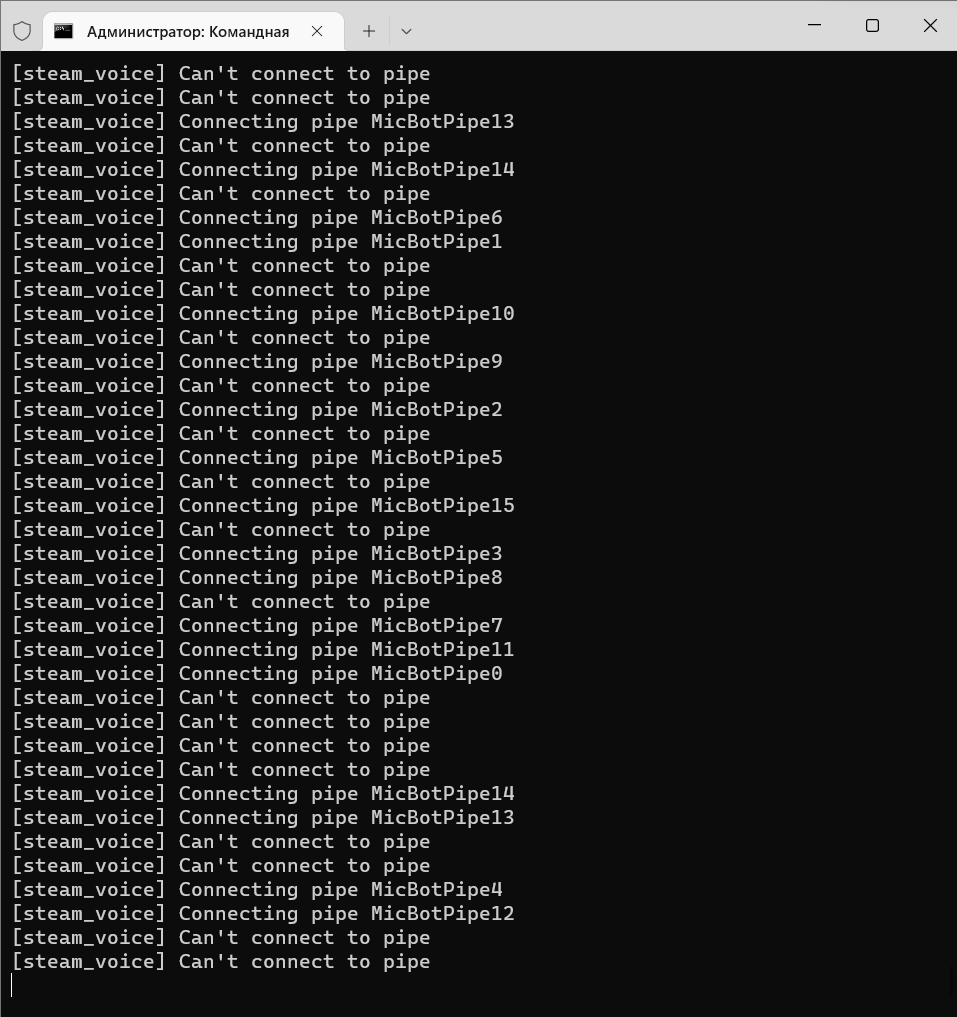 Администратор: Командная
[steam_voice] Can't connect to pipe
[steam_voice] Can't connect to pipe
[steam_voice] Connecting pipe MicBotPipe13
[steam_voice] Can't connect to pipe
[steam_voice] Connecting pipe MicBotPipe14
[steam_voice] Can't connect to pipe
[steam_voice] Connecting pipe MicBotPipe6
[steam_voice] Connecting pipe MicBotPipe1
[steam_voice] Can't connect to pipe
[steam_voice] Can't connect to pipe
[steam_voice] Connecting pipe MicBotPipe10
[steam_voice] Can't connect to pipe
[steam_voice] Connecting pipe MicBotPipe9
[steam_voice] Can't connect to pipe
[steam_voice] Connecting pipe MicBotPipe2
[steam_voice] Can't connect to pipe
[steam_voice] Connecting pipe MicBotPipe5
[steam_voice] Can't connect to pipe
[steam_voice] Connecting pipe MicBotPipe15
[steam_voice] Can't connect to pipe
[steam_voice] Connecting pipe MicBotPipe3
[steam_voice] Connecting pipe MicBotPipe8
[steam_voice] Can't connect to pipe
[steam_voice] Connecting pipe MicBotPipe7
[steam_voice] Connecting pipe MicBotPipe11
[steam_voice] Connecting pipe MicBotPipe0
[steam_voice] Can't connect to pipe
[steam_voice] Can't connect to pipe
[steam_voice] Can't connect to pipe
[steam_voice] Can't connect to pipe
[steam_voice] Connecting pipe MicBotPipe14
[steam_voice] Connecting pipe MicBotPipe13
[steam_voice] Can't connect to pipe
[steam_voice] Can't connect to pipe
[steam_voice] Connecting pipe MicBotPipe4
[steam_voice] Connecting pipe MicBotPipe12
[steam_voice] Can't connect to pipe
[steam_voice] Can't connect to pipe